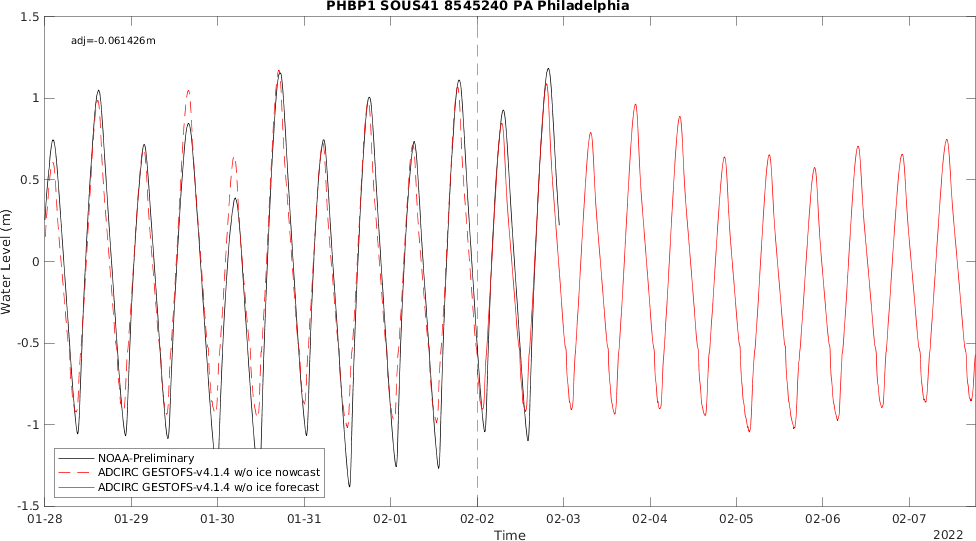 PHBP1 SOUS41 8545240 PA Philadelphia
1.5
adj=-0.061426m
1
0.5
0
-0.5
-1
-1.5
Water Level (m)
NOAA-Preliminary
ADCIRC GESTOFS-v4.1.4 w/o ice nowcast
ADCIRC GESTOFS-v4.1.4 w/o ice forecast
01-28 01-29 01-30 01-31 02-01 02-02 02-03 02-04 02-05 02-06 02-07
Time
2022